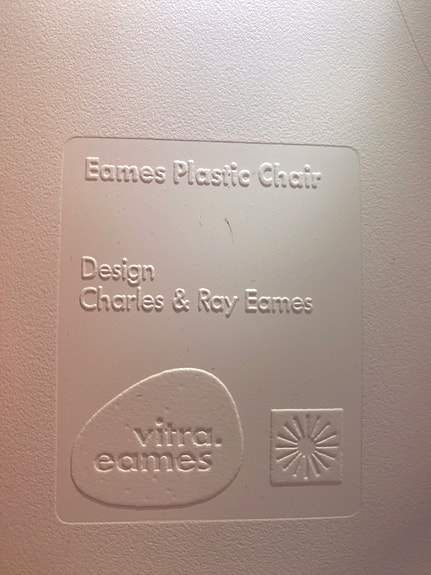 Eames Plastic Chair
Design
Charles & Ray Eames
vitra.
eames